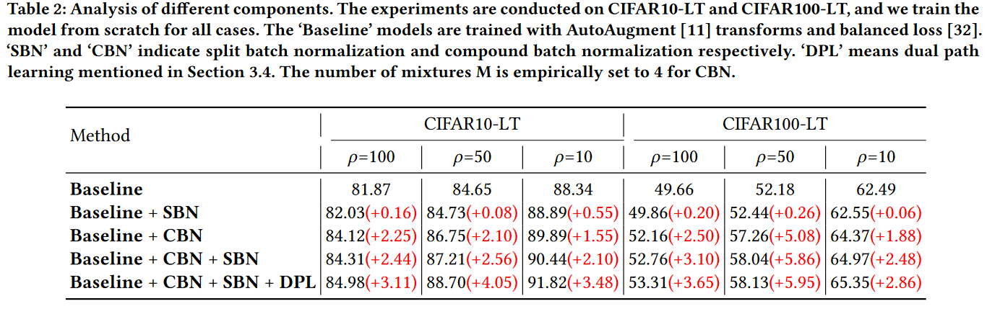 Table 2: Analysis of different components. The experiments are conducted on CIFAR10-LT and CIFAR100-LT, and we train the
model from scratch for all cases. The ‘Baseline’ models are trained with AutoAugment [11] transforms and balanced loss [32].
‘SBN’ and ‘CBN’ indicate split batch normalization and compound batch normalization respectively. ‘DPL’ means dual path
learning mentioned in Section 3.4. The number of mixtures M is empirically set to 4 for CBN.
Method CIFAR10-LT CIFAR100-LT
ρ=100 ρ=50 ρ=10 ρ=100 ρ=50 ρ=10
Baseline 81.87 84.65 88.34 49.66 52.18 62.49
Baseline + SBN 82.03(+0.16) 84.73(+0.08) 88.89(+0.55) 49.86(+0.20) 52.44(+0.26) 62.55(+0.06)
Baseline + CBN 84.12(+2.25) 86.75(+2.10) 89.89(+1.55) 52.16(+2.50) 57.26(+5.08) 64.37(+1.88)
Baseline + CBN + SBN 84.31(+2.44) 87.21(+2.56) 90.44(+2.10) 52.76(+3.10) 58.04(+5.86) 64.97(+2.48)
Baseline + CBN + SBN + DPL 84.98(+3.11) 88.70(+4.05) 91.82(+3.48) 53.31(+3.65) 58.13(+5.95) 65.35(+2.86)